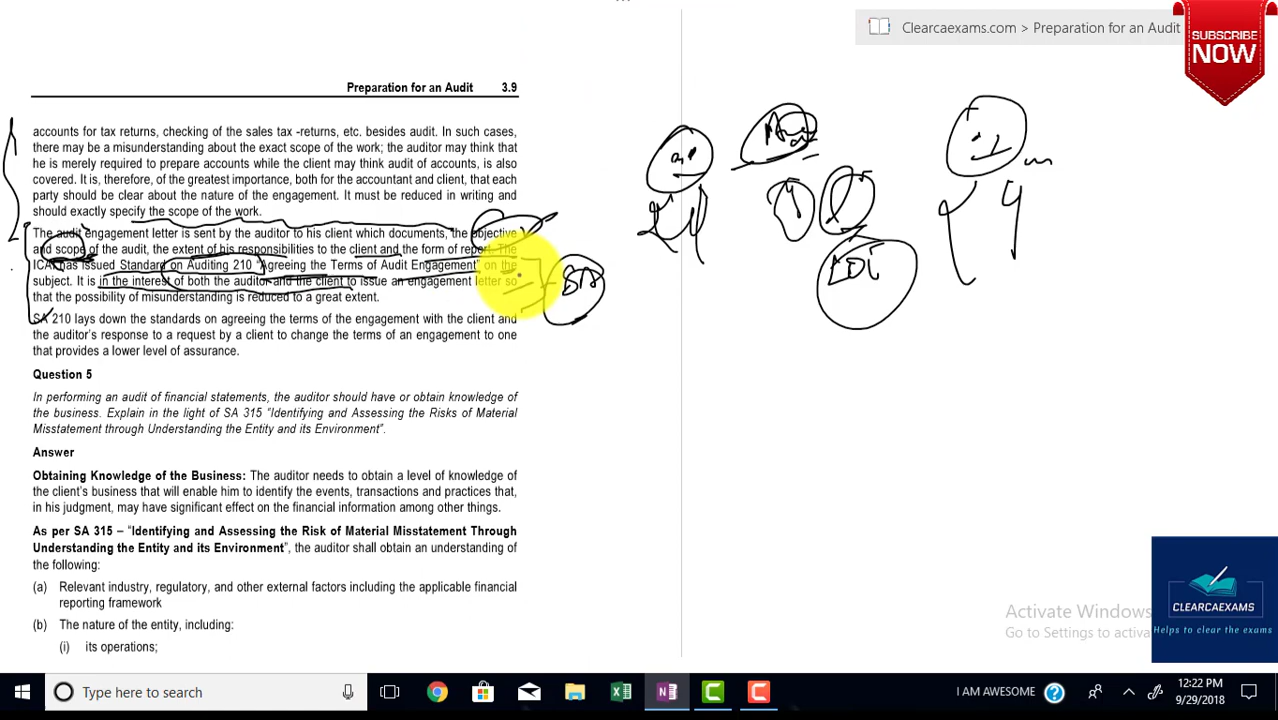 Clearcaexams.com > Preparation for an Audit
SUBSCRIBE
NOW
Preparation for an Audit 3.9
accounts for tax returns, checking of the sales tax -returns, etc. besides audit. In such cases,
there may be a misunderstanding about the exact scope of the work; the auditor may think that
he is merely required to prepare accounts while the client may think audit of accounts, is also
covered. It is, therefore, of the greatest importance, both for the accountant and client, that each
party should be clear about the nature of the engagement. It must be reduced in writing and
should exactly specify the scope of the work.
The audit engagement letter is sent by the auditor to his client which documents, the objective
and scope of the audit, the extent of his responsibilities to the client and the form of report. The
ICAI has issued Standard on Auditing 210 "Agreeing the Terms of Audit Engagement" on the
subject. It is in the interest of both the auditor and the client to issue an engagement letter so
that the possibility of misunderstanding is reduced to a great extent.
SA 210 lays down the standards on agreeing the terms of the engagement with the client and
the auditor's response to a request by a client to change the terms of an engagement to one
that provides a lower level of assurance.
Question 5
In performing an audit of financial statements, the auditor should have or obtain knowledge of
the business. Explain in the light of SA 315 "Identifying and Assessing the Risks of Material
Misstatement through Understanding the Entity and its Environment".
Answer
Obtaining Knowledge of the Business: The auditor needs to obtain a level of knowledge of
the client's business that will enable him to identify the events, transactions and practices that,
in his judgment, may have significant effect on the financial information among other things.
As per SA 315 – "Identifying and Assessing the Risk of Material Misstatement Through
Understanding the Entity and its Environment", the auditor shall obtain an understanding of
the following:
(a) Relevant industry, regulatory, and other external factors including the applicable financial
reporting framework
(b) The nature of the entity, including:
(i) its operations;
CLEARCAEXAMS
Helps to clear the exams
Activate Windows
Go to Settings to activa
Type here to search
I AM AWESOME
12:22 PM
9/29/2018